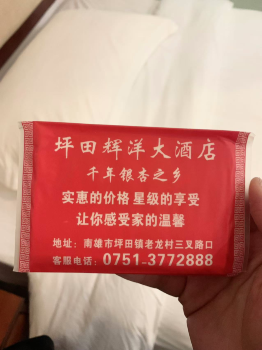 坪田辉洋大酒店
千年银杏之乡
实惠的价格 星级的享受
让你感受家的温馨
地址：南雄市坪田镇老龙村三叉路口
客服电话：0751-3772888